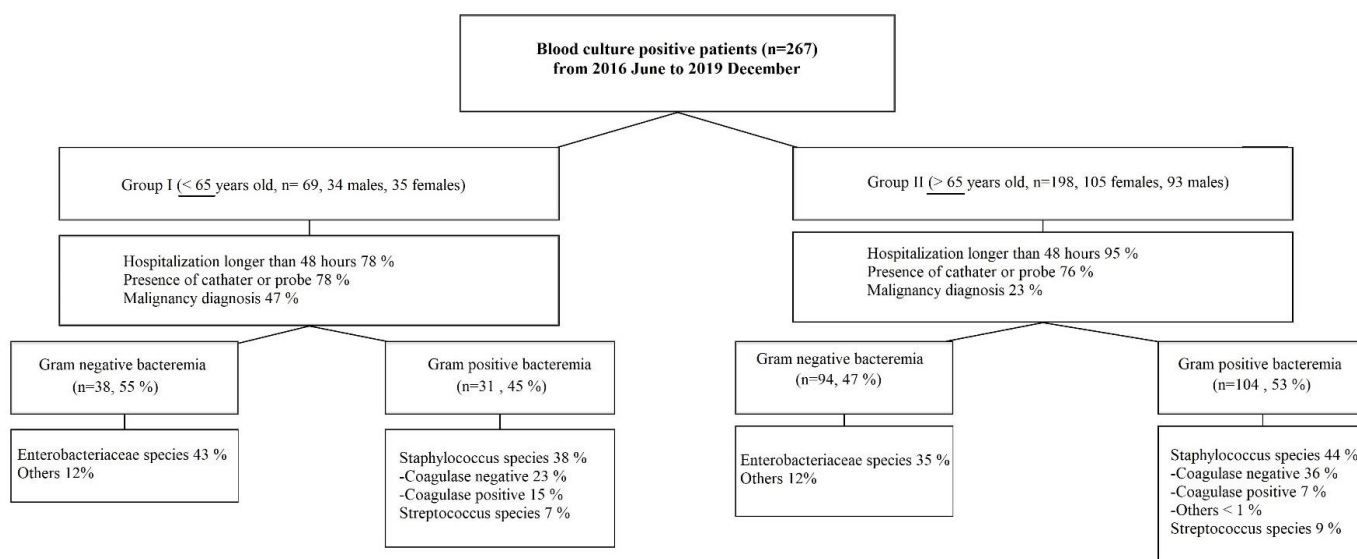 Blood culture positive patients (n=267)
from 2016 June to 2019 December
Group I (< 65 years old, n= 69, 34 males, 35 females)
Group II (> 65 years old, n=198, 105 females, 93 males)
Hospitalization longer than 48 hours 78 %
Presence of cathater or probe 78 %
Malignancy diagnosis 47 %
Hospitalization longer than 48 hours 95 %
Presence of cathater or probe 76 %
Malignancy diagnosis 23 %
Gram negative bacteremia
(n=38, 55 %)
Gram positive bacteremia
(n=31 , 45 %)
Gram negative bacteremia
(n=94, 47 %)
Gram positive bacteremia
(n=104 , 53 %)
Enterobacteriaceae species 43 %
Others 12%
Staphylococcus species 38 %
-Coagulase negative 23 %
-Coagulase positive 15 %
Streptococcus species 7 %
Enterobacteriaceae species 35 %
Others 12%
Staphylococcus species 44 %
-Coagulase negative 36 %
-Coagulase positive 7 %
-Others < 1 %
Streptococcus species 9 %